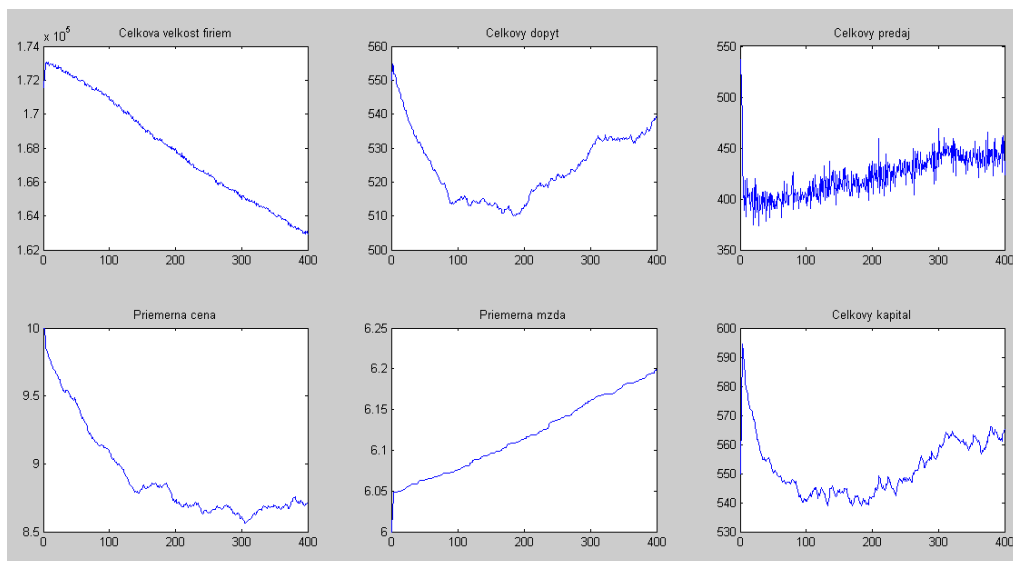 Celkova velkost firiem
Celkovy dopyt
Celkovy predaj
x 10^5
1.74
1.72
1.7
1.68
1.66
1.64
1.62
0 100 200 300 400
560
550
540
530
520
510
500
0 100 200 300 400
550
500
450
400
350
0 100 200 300 400
Priemerna cena
Priemerna mzda
Celkovy kapital
10
9.5
9
8.5
0 100 200 300 400
6.25
6.2
6.15
6.1
6.05
6
0 100 200 300 400
600
590
580
570
560
550
540
530
0 100 200 300 400